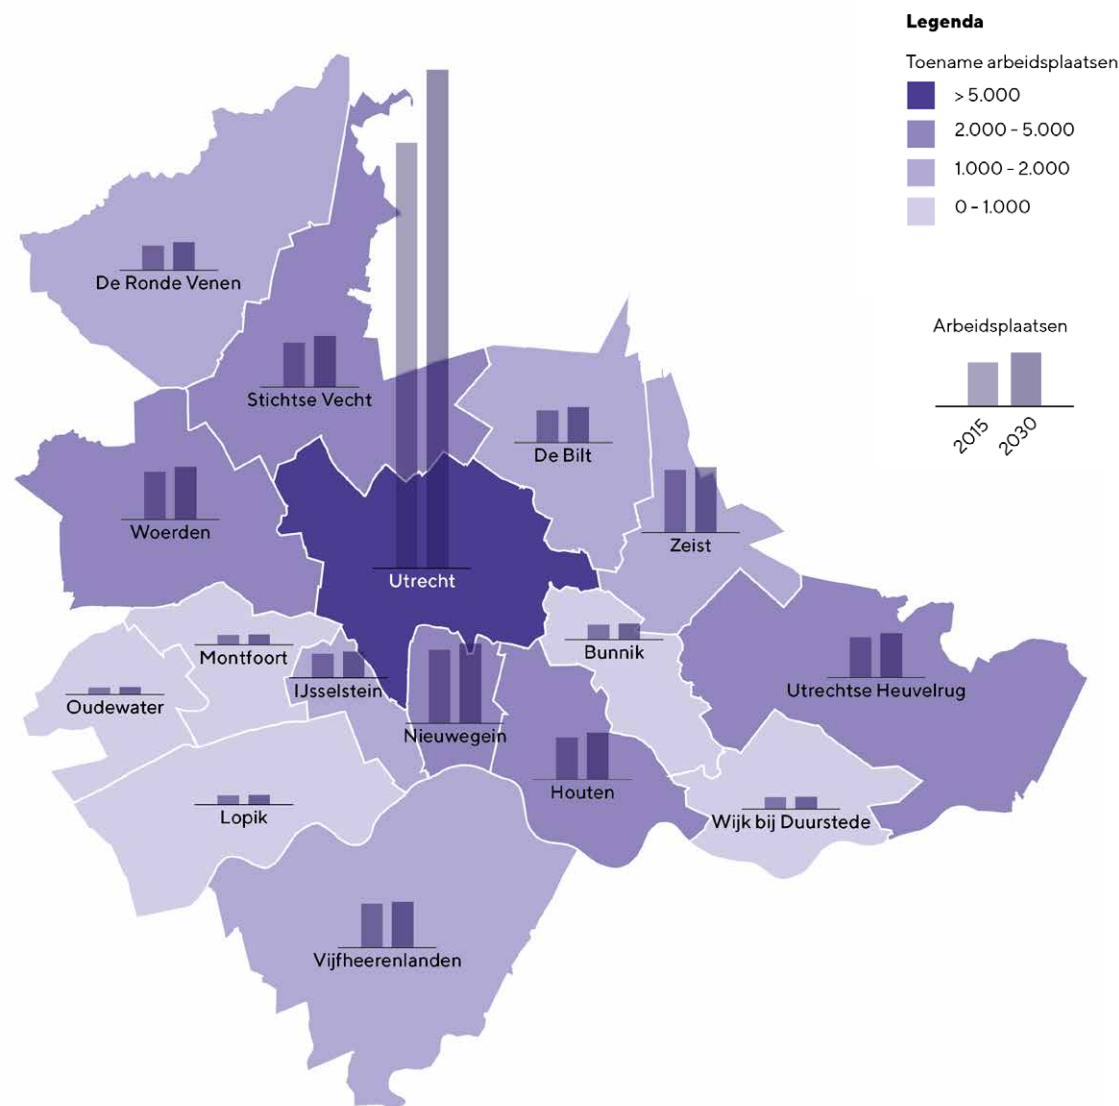 Legenda
Toename arbeidsplaatsen
> 5.000
2.000 - 5.000
1.000 - 2.000
0 - 1.000
Arbeidsplaatsen
2015
2030
De Ronde Venen
Stichtse Vecht
De Bilt
Woerden
Zeist
Utrecht
Montfoort
Bunnik
IJsselstein
Utrechtse Heuvelrug
Oudewater
Nieuwegein
Houten
Lopik
Wijk bij Duurstede
Vijfheerenlanden